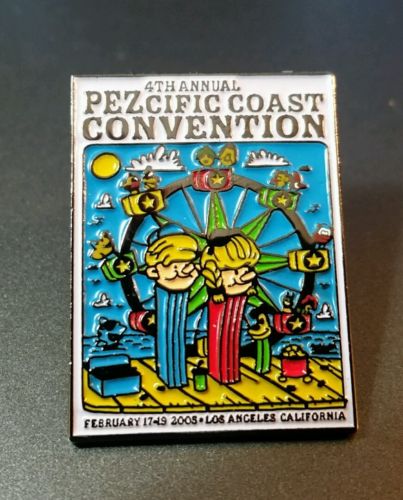 4TH ANNUAL
PEZCIFIC COAST
CONVENTION
FEBRUARY 17-19 2005 • LOS ANGELES CALIFORNIA